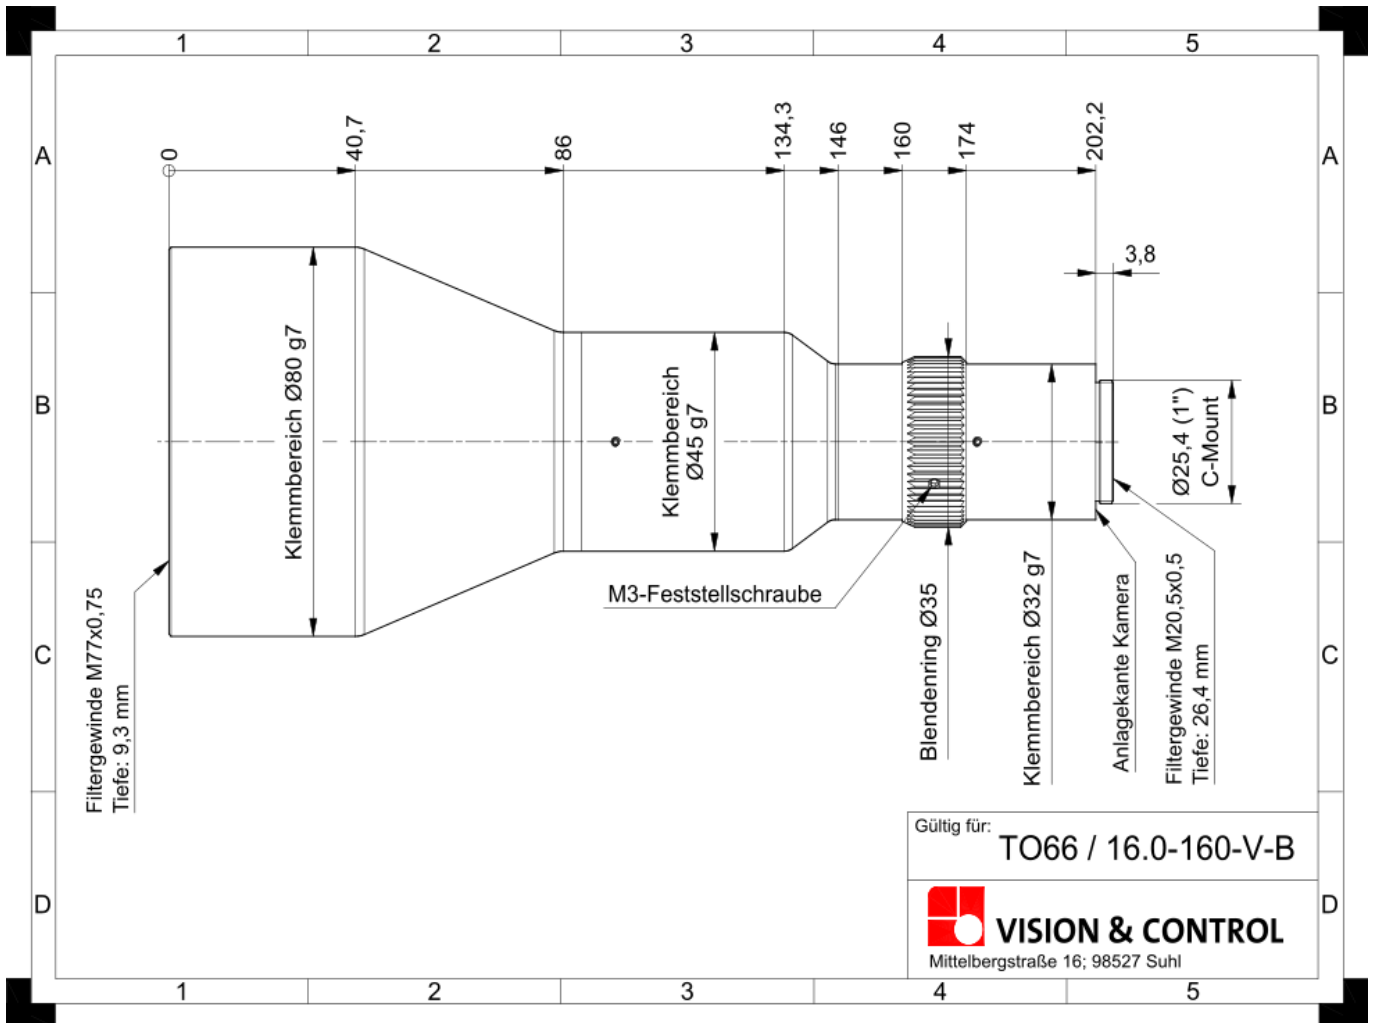 1 2 3 4 5
A A
0 40,7 86 134,3 146 160 174 202,2
3,8
B B
Klemmbereich Ø80 g7
Klemmbereich
Ø45 g7
Ø25,4 (1")
C-Mount
M3-Feststellschraube
Blendenring Ø35
Klemmbereich Ø32 g7
Anlagekante Kamera
Filtergewinde M20,5x0,5
Tiefe: 26,4 mm
Filtergewinde M77x0,75
Tiefe: 9,3 mm
C C
Gültig für:
TO66 / 16.0-160-V-B
D D
VISION & CONTROL
Mittelbergstraße 16; 98527 Suhl
1 2 3 4 5